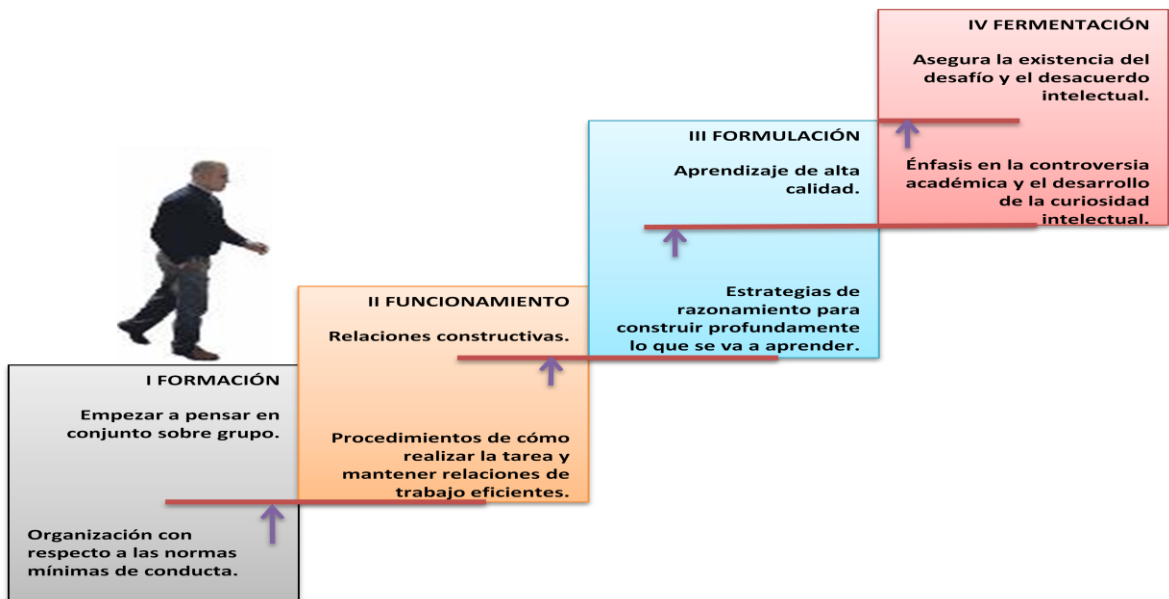 I FORMACIÓN
Empezar a pensar en
conjunto sobre grupo.
Organización con
respecto a las normas
mínimas de conducta.
II FUNCIONAMIENTO
Relaciones constructivas.
Procedimientos de cómo
realizar la tarea y
mantener relaciones de
trabajo eficientes.
III FORMULACIÓN
Aprendizaje de alta
calidad.
Estrategias de
razonamiento para
construir profundamente
lo que se va a aprender.
IV FERMENTACIÓN
Asegura la existencia del
desafío y el desacuerdo
intelectual.
Énfasis en la controversia
académica y el desarrollo
de la curiosidad
intelectual.